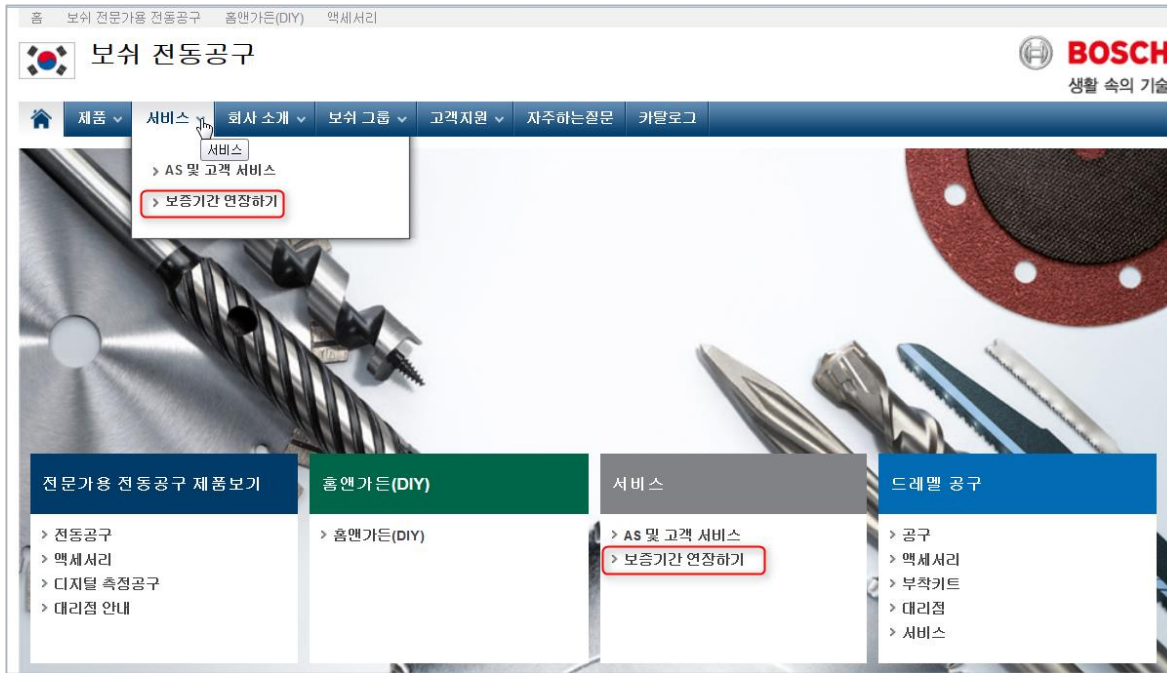 홈 보쉬 전문가용 전동공구 홈앤가든(DIY) 액세서리
보쉬 전동공구
BOSCH
생활 속의 기술
제품 서비스 회사 소개 보쉬 그룹 고객지원 자주하는질문 카탈로그
서비스
> AS 및 고객 서비스
> 보증기간 연장하기
전문가용 전동공구 제품보기
> 전동공구
> 액세서리
> 디지털 측정공구
> 대리점 안내
홈앤가든(DIY)
> 홈앤가든(DIY)
서비스
> AS 및 고객 서비스
> 보증기간 연장하기
드레멜 공구
> 공구
> 액세서리
> 부착키트
> 대리점
> 서비스